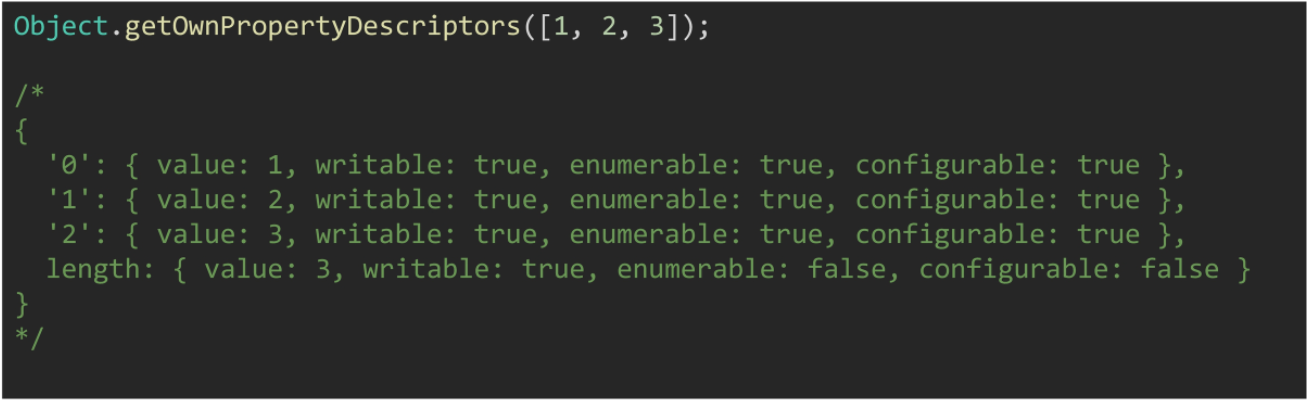 Object.getOwnPropertyDescriptors([1, 2, 3]);
/*
{
  '0': { value: 1, writable: true, enumerable: true, configurable: true },
  '1': { value: 2, writable: true, enumerable: true, configurable: true },
  '2': { value: 3, writable: true, enumerable: true, configurable: true },
  length: { value: 3, writable: true, enumerable: false, configurable: false }
}
*/